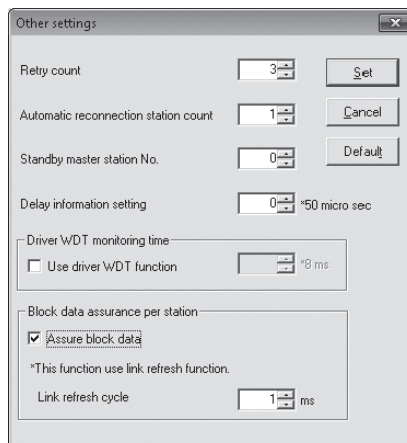 Other settings
Retry count 3 Set
Automatic reconnection station count 1 Cancel
Standby master station No. 0 Default
Delay information setting 0 *50 micro sec
Driver WDT monitoring time
Use driver WDT function *8 ms
Block data assurance per station
Assure block data
*This function use link refresh function.
Link refresh cycle 1 ms